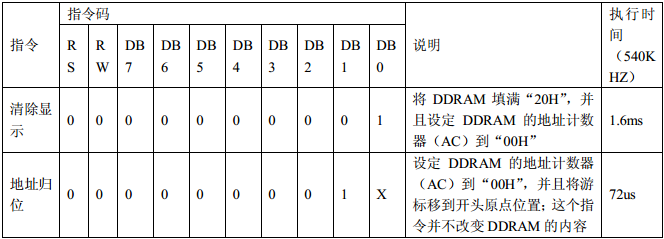 指令 指令码 说明 执行时间（540KHZ）
RS RW DB7 DB6 DB5 DB4 DB3 DB2 DB1 DB0
清除显示 0 0 0 0 0 0 0 0 0 1 将 DDRAM 填满“20H”，并且设定 DDRAM 的地址计数器（AC）到“00H” 1.6ms
地址归位 0 0 0 0 0 0 0 0 1 X 设定 DDRAM 的地址计数器（AC）到“00H”，并且将游标移到开头原点位置；这个指令并不改变 DDRAM 的内容 72us